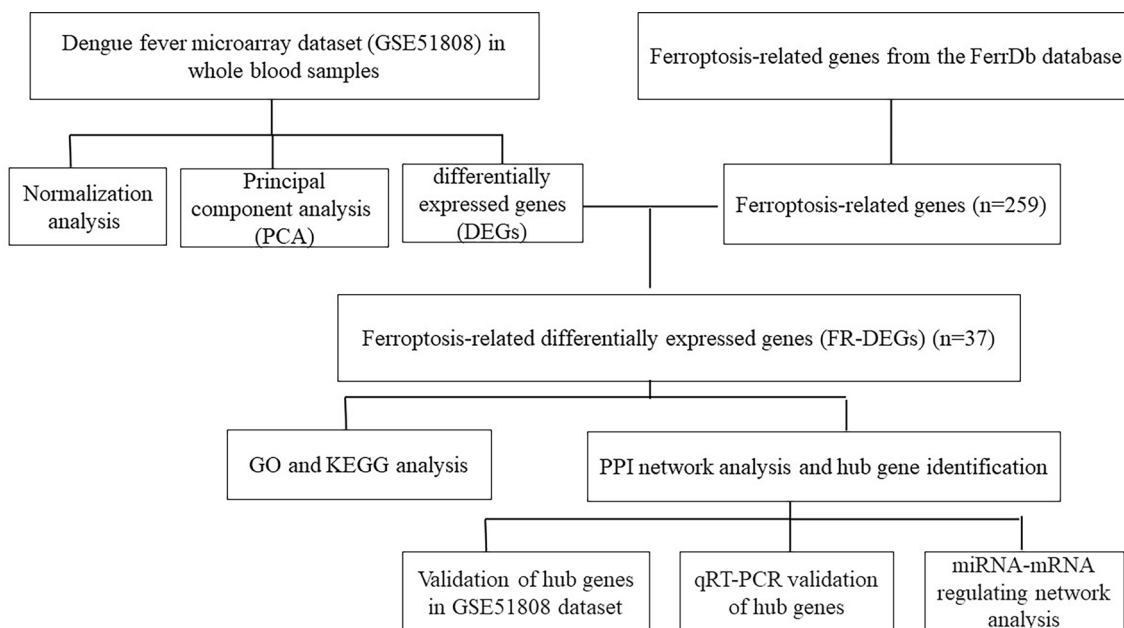 Dengue fever microarray dataset (GSE51808) in
whole blood samples
Ferroptosis-related genes from the FerrDb database
Normalization
analysis
Principal
component analysis
(PCA)
differentially
expressed genes
(DEGs)
Ferroptosis-related genes (n=259)
Ferroptosis-related differentially expressed genes (FR-DEGs) (n=37)
GO and KEGG analysis
PPI network analysis and hub gene identification
Validation of hub genes
in GSE51808 dataset
qRT-PCR validation
of hub genes
miRNA-mRNA
regulating network
analysis